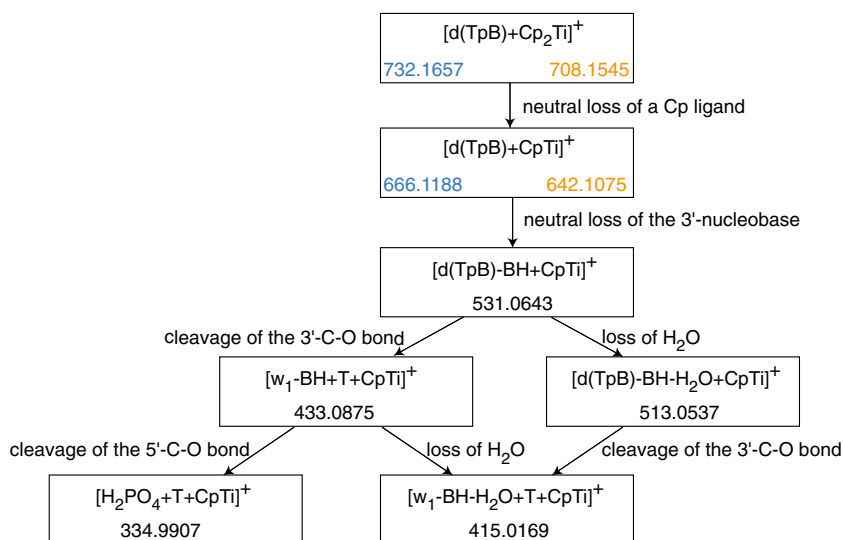 [d(TpB)+Cp₂Ti]⁺
732.1657 708.1545
neutral loss of a Cp ligand
[d(TpB)+CpTi]⁺
666.1188 642.1075
neutral loss of the 3'-nucleobase
[d(TpB)-BH+CpTi]⁺
531.0643
cleavage of the 3'-C-O bond
loss of H₂O
[w₁-BH+T+CpTi]⁺
433.0875
[d(TpB)-BH-H₂O+CpTi]⁺
513.0537
cleavage of the 5'-C-O bond
loss of H₂O
cleavage of the 3'-C-O bond
[H₂PO₄+T+CpTi]⁺
334.9907
[w₁-BH-H₂O+T+CpTi]⁺
415.0169